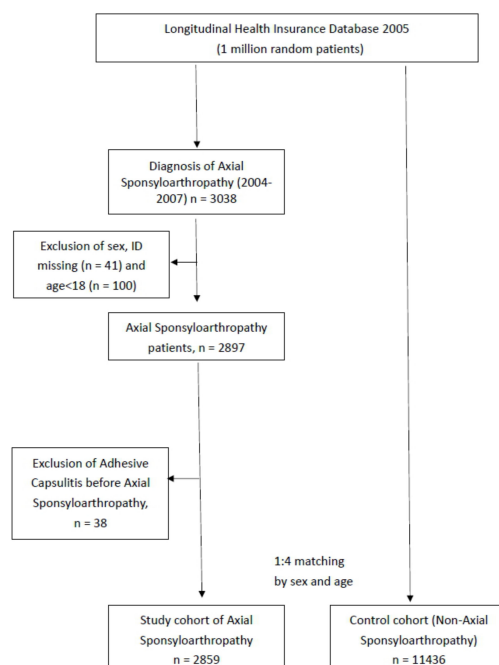 Longitudinal Health Insurance Database 2005
(1 million random patients)
Diagnosis of Axial
Sponsyloarthropathy (2004-
2007) n = 3038
Exclusion of sex, ID
missing (n = 41) and
age<18 (n = 100)
Axial Sponsyloarthropathy
patients, n = 2897
Exclusion of Adhesive
Capsulitis before Axial
Sponsyloarthropathy,
n = 38
1:4 matching
by sex and age
Study cohort of Axial
Sponsyloarthropathy
n = 2859
Control cohort (Non-Axial
Sponsyloarthropathy)
n = 11436